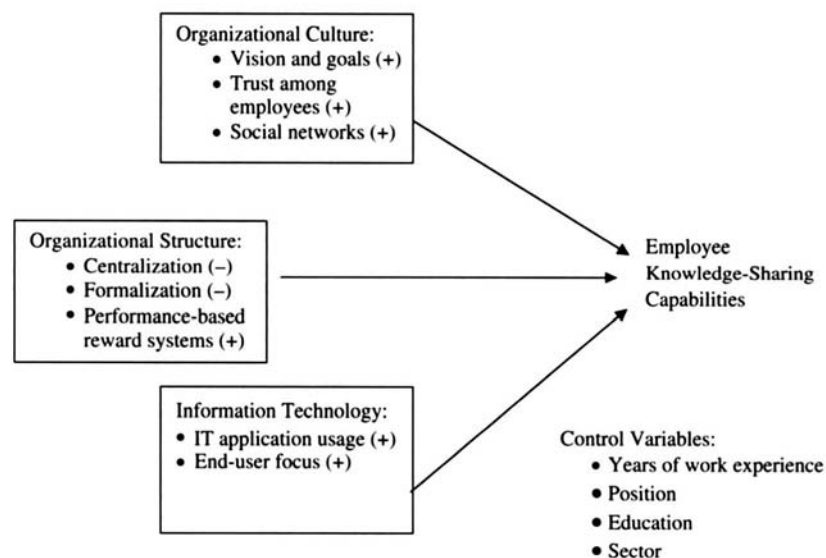 Organizational Culture:
• Vision and goals (+)
• Trust among
employees (+)
• Social networks (+)
Organizational Structure:
• Centralization (–)
• Formalization (–)
• Performance-based
reward systems (+)
Employee
Knowledge-Sharing
Capabilities
Information Technology:
• IT application usage (+)
• End-user focus (+)
Control Variables:
• Years of work experience
• Position
• Education
• Sector